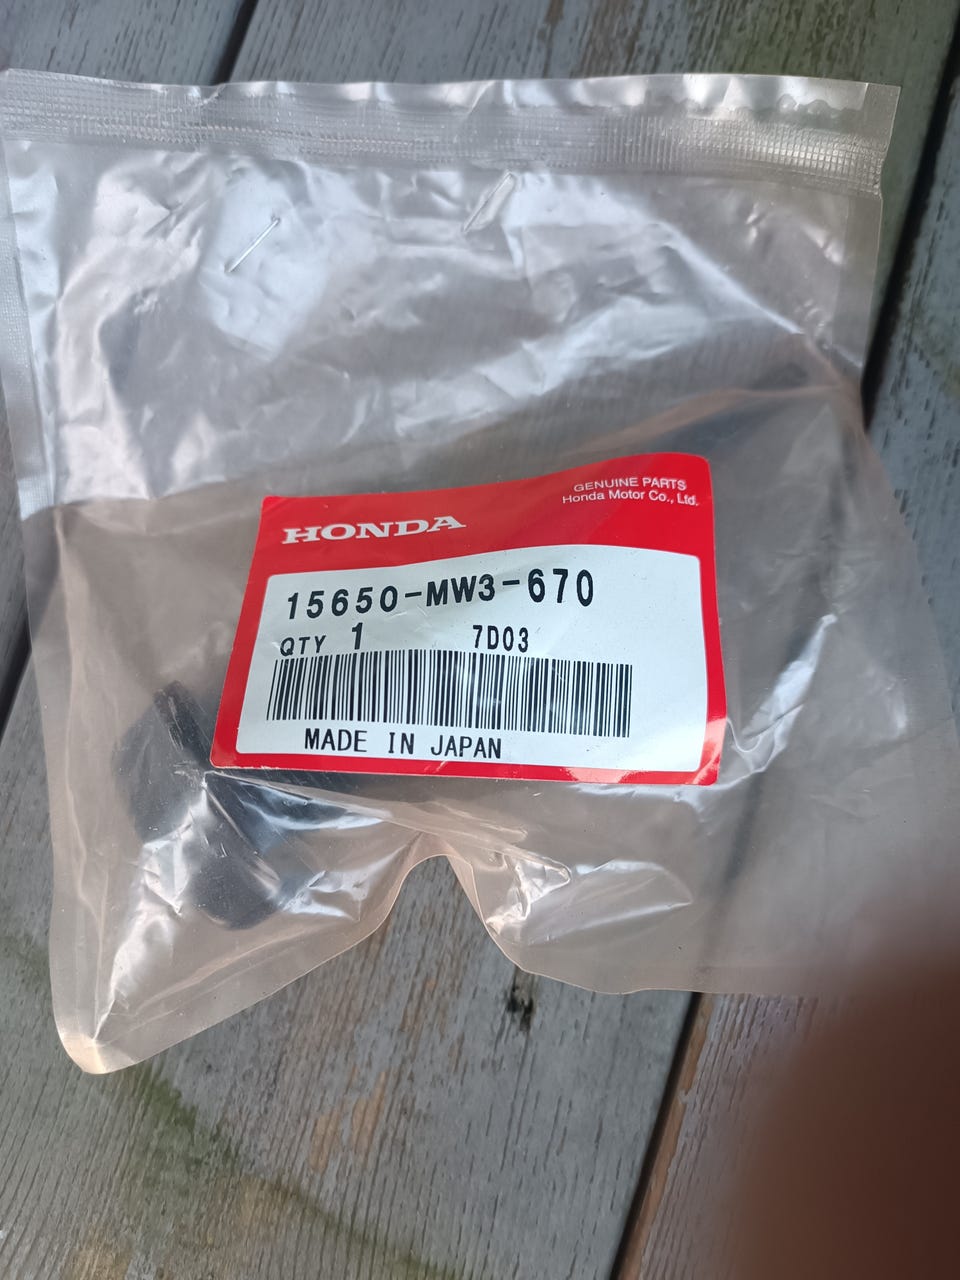 GENUINE PARTS
Honda Motor Co., Ltd.
HONDA
15650-MW3-670
QTY 1 7D03
MADE IN JAPAN